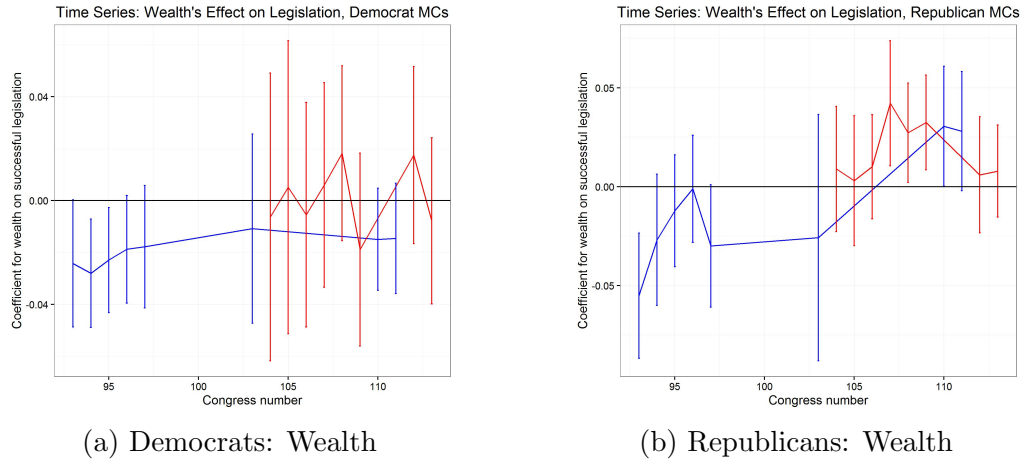 Time Series: Wealth's Effect on Legislation, Democrat MCs
Coefficient for wealth on successful legislation
0.04
0.00
-0.04
95
100
105
110
Congress number
(a) Democrats: Wealth
Time Series: Wealth's Effect on Legislation, Republican MCs
Coefficient for wealth on successful legislation
0.05
0.00
-0.05
95
100
105
110
Congress number
(b) Republicans: Wealth